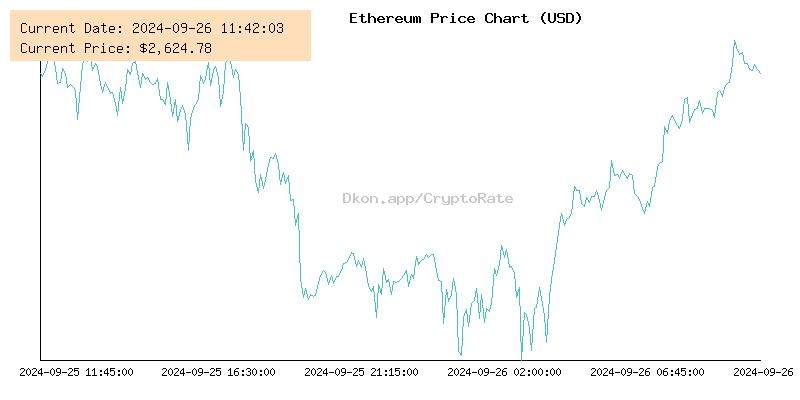 Ethereum Price Chart (USD)
Current Date: 2024-09-26 11:42:03
Current Price: $2,624.78
Dkon.app/CryptoRate
2024-09-25 11:45:00 2024-09-25 16:30:00 2024-09-25 21:15:00 2024-09-26 02:00:00 2024-09-26 06:45:00 2024-09-26